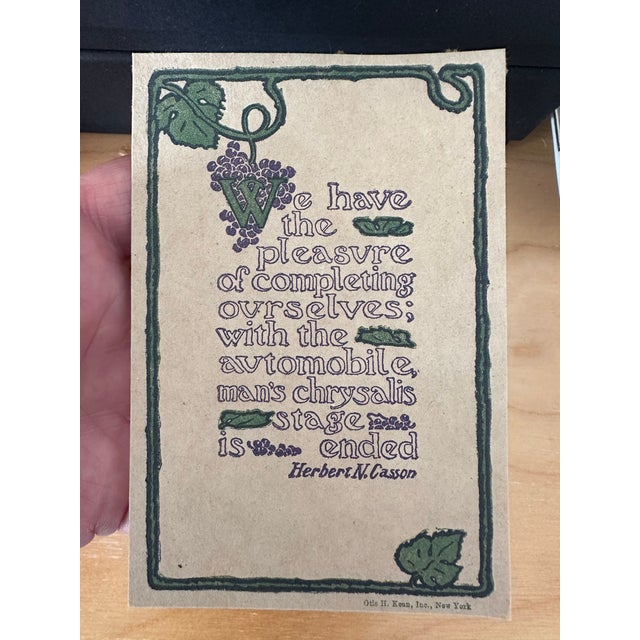 We have
the
pleasvre
of completing
ovrselves;
with the
avtomobile,
man's chrysalis
stage
is ended
Herbert N. Casson
Otis H. Kean, Inc., New York